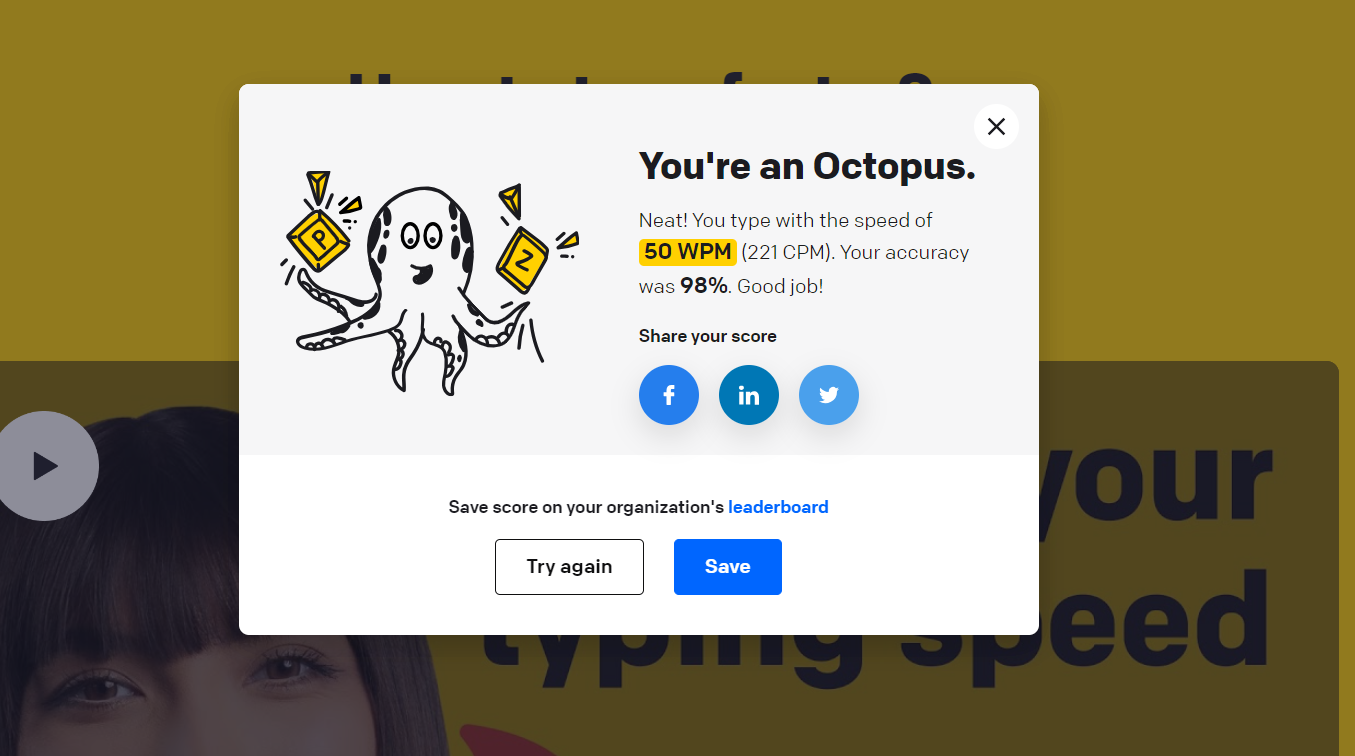 You're an Octopus.
Neat! You type with the speed of
50 WPM (221 CPM). Your accuracy
was 98%. Good job!
Share your score
P
Z
f
in
Save score on your organization's leaderboard
Try again
Save
your
typing speed